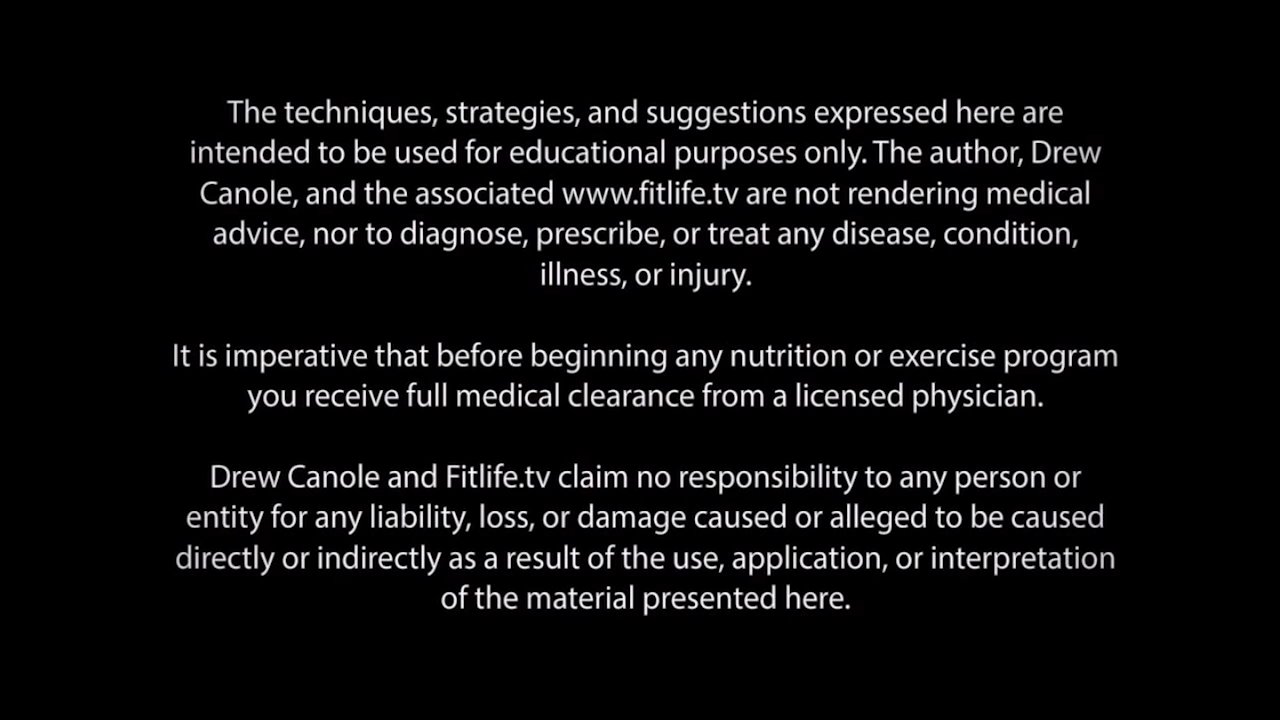 The techniques, strategies, and suggestions expressed here are
intended to be used for educational purposes only. The author, Drew
Canole, and the associated www.fitlife.tv are not rendering medical
advice, nor to diagnose, prescribe, or treat any disease, condition,
illness, or injury.
It is imperative that before beginning any nutrition or exercise program
you receive full medical clearance from a licensed physician.
Drew Canole and Fitlife.tv claim no responsibility to any person or
entity for any liability, loss, or damage caused or alleged to be caused
directly or indirectly as a result of the use, application, or interpretation
of the material presented here.